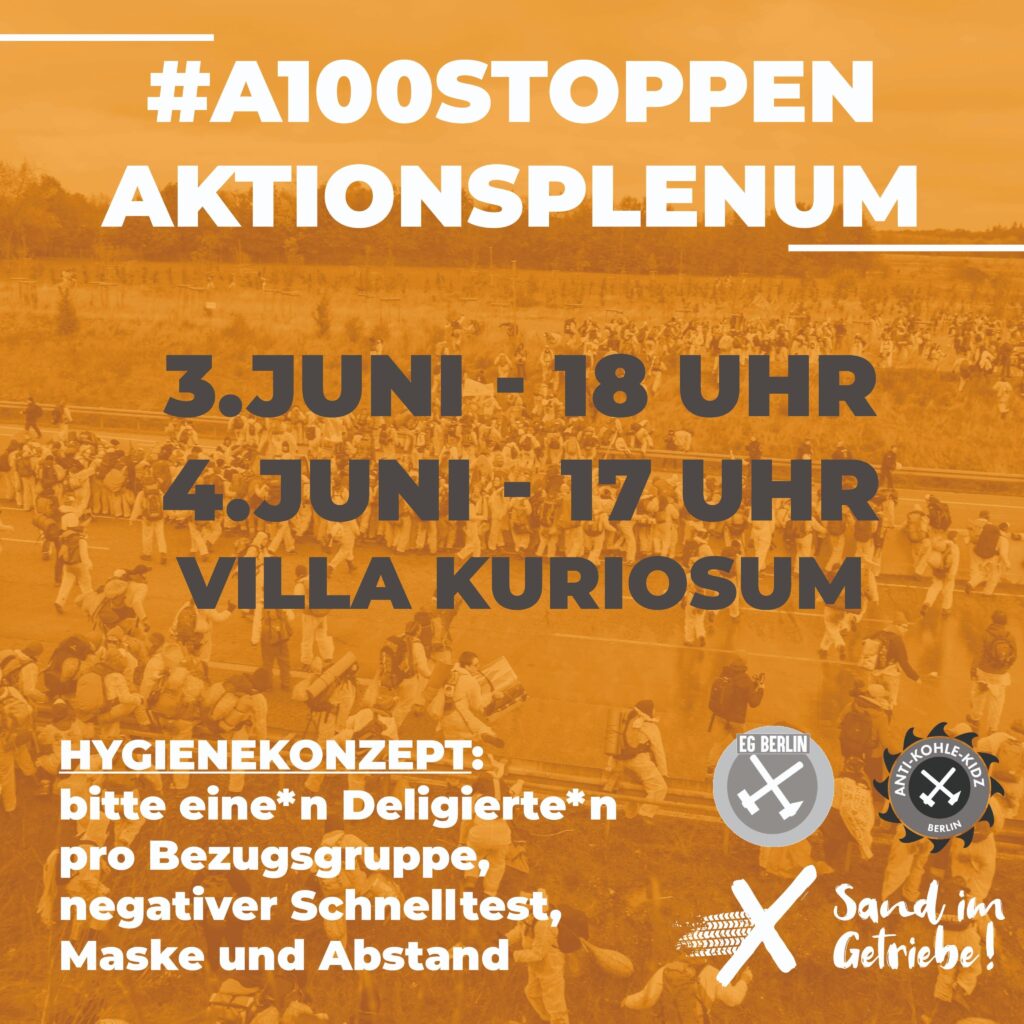 #A100STOPPEN
AKTIONSPLENUM
3.JUNI - 18 UHR
4.JUNI - 17 UHR
VILLA KURIOSUM
HYGIENEKONZEPT:
bitte eine*n Deligierte*n
pro Bezugsgruppe,
negativer Schnelltest,
Maske und Abstand
EG BERLIN
ANTI-KOHLE-KIDZ
BERLIN
Sand im
Getriebe!